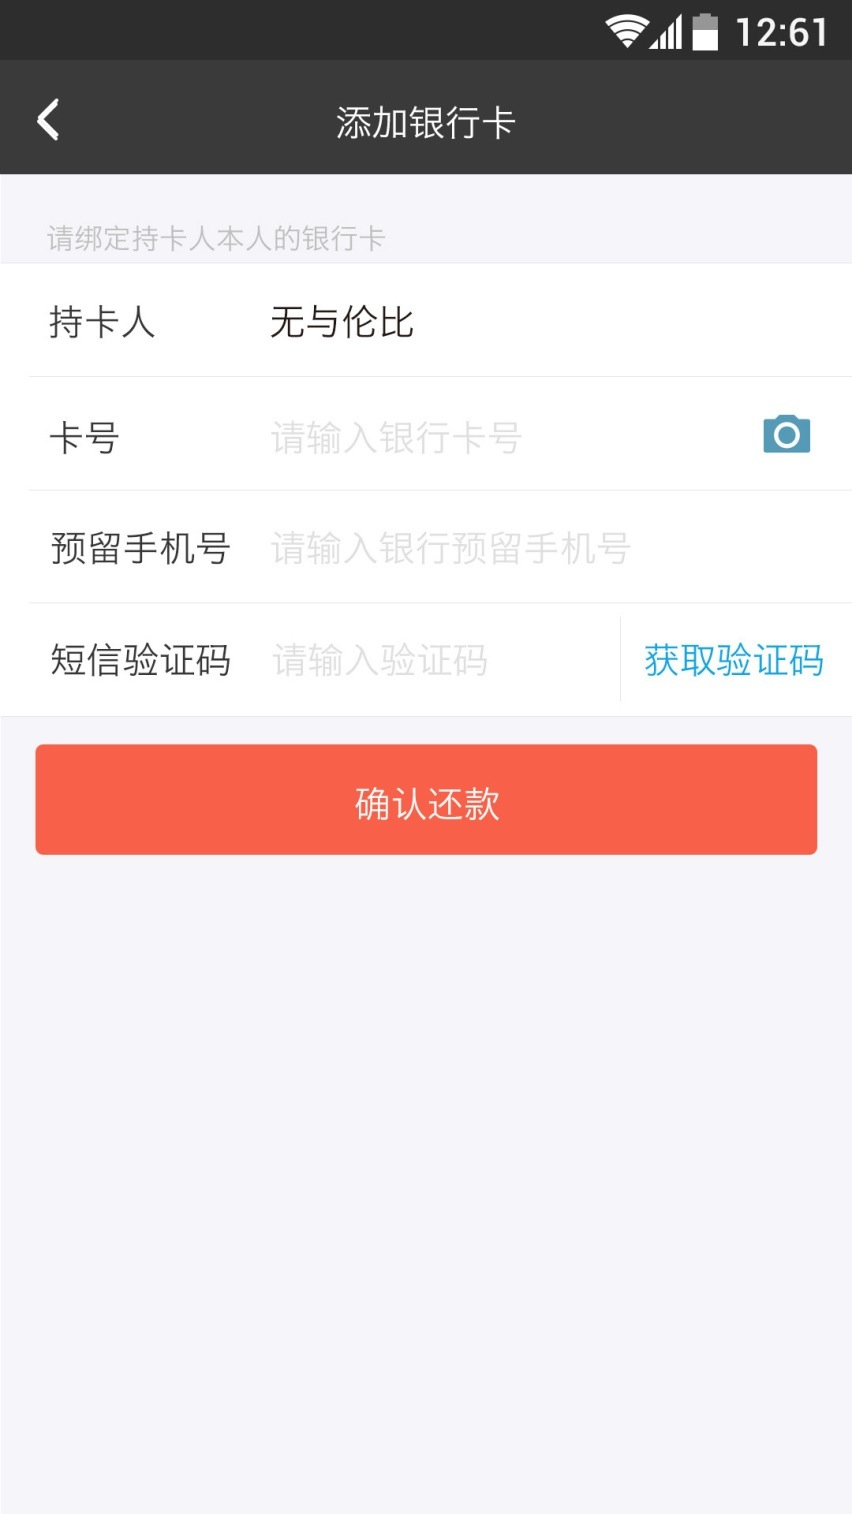 12:61
添加银行卡
请绑定持卡人本人的银行卡
持卡人 无与伦比
卡号 请输入银行卡号
预留手机号 请输入银行预留手机号
短信验证码 请输入验证码 获取验证码
确认还款